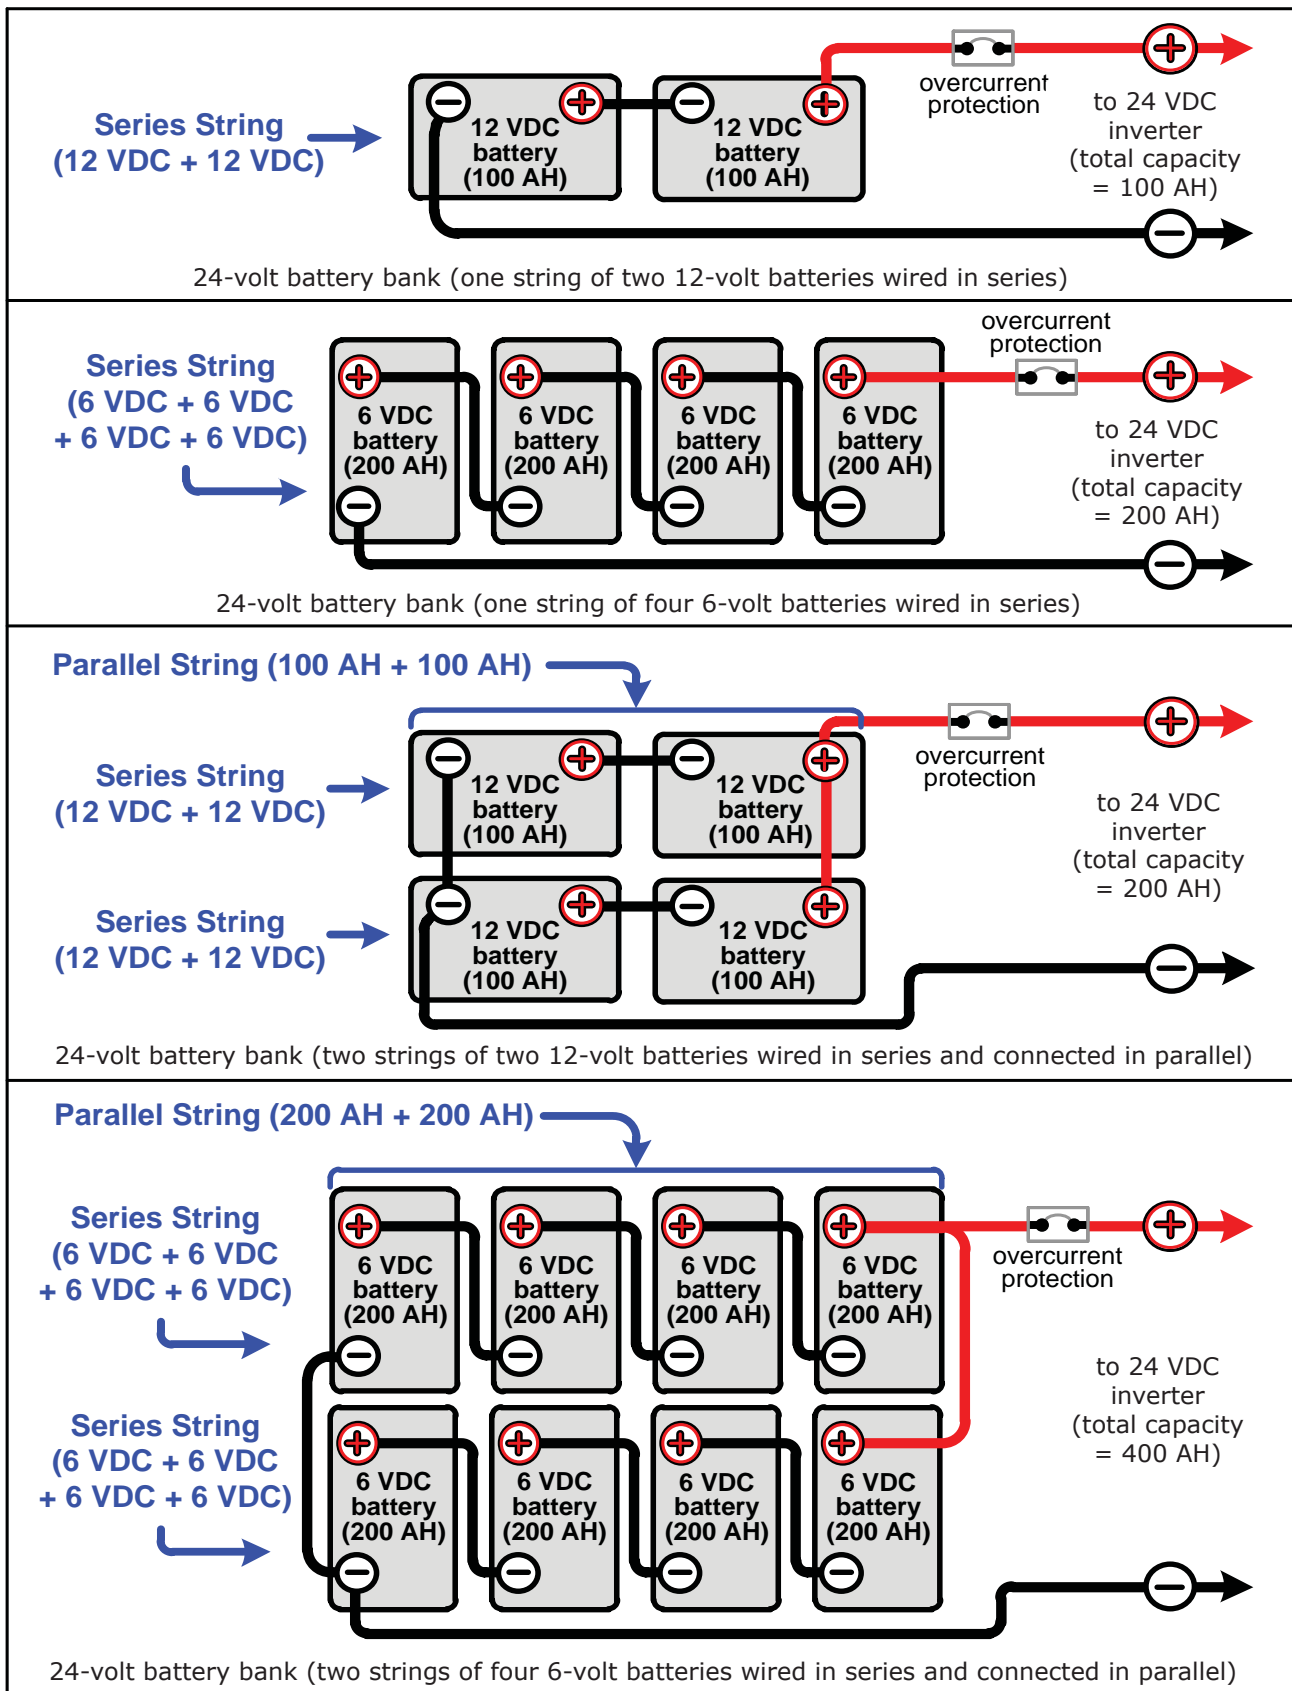 Series String
(12 VDC + 12 VDC)
12 VDC
battery
(100 AH)
12 VDC
battery
(100 AH)
overcurrent
protection
to 24 VDC
inverter
(total capacity
= 100 AH)
24-volt battery bank (one string of two 12-volt batteries wired in series)
Series String
(6 VDC + 6 VDC
+ 6 VDC + 6 VDC)
6 VDC
battery
(200 AH)
6 VDC
battery
(200 AH)
6 VDC
battery
(200 AH)
6 VDC
battery
(200 AH)
overcurrent
protection
to 24 VDC
inverter
(total capacity
= 200 AH)
24-volt battery bank (one string of four 6-volt batteries wired in series)
Parallel String (100 AH + 100 AH)
Series String
(12 VDC + 12 VDC)
12 VDC
battery
(100 AH)
12 VDC
battery
(100 AH)
overcurrent
protection
to 24 VDC
inverter
(total capacity
= 200 AH)
Series String
(12 VDC + 12 VDC)
12 VDC
battery
(100 AH)
12 VDC
battery
(100 AH)
24-volt battery bank (two strings of two 12-volt batteries wired in series and connected in parallel)
Parallel String (200 AH + 200 AH)
Series String
(6 VDC + 6 VDC
+ 6 VDC + 6 VDC)
6 VDC
battery
(200 AH)
6 VDC
battery
(200 AH)
6 VDC
battery
(200 AH)
6 VDC
battery
(200 AH)
overcurrent
protection
to 24 VDC
inverter
(total capacity
= 400 AH)
Series String
(6 VDC + 6 VDC
+ 6 VDC + 6 VDC)
6 VDC
battery
(200 AH)
6 VDC
battery
(200 AH)
6 VDC
battery
(200 AH)
6 VDC
battery
(200 AH)
24-volt battery bank (two strings of four 6-volt batteries wired in series and connected in parallel)